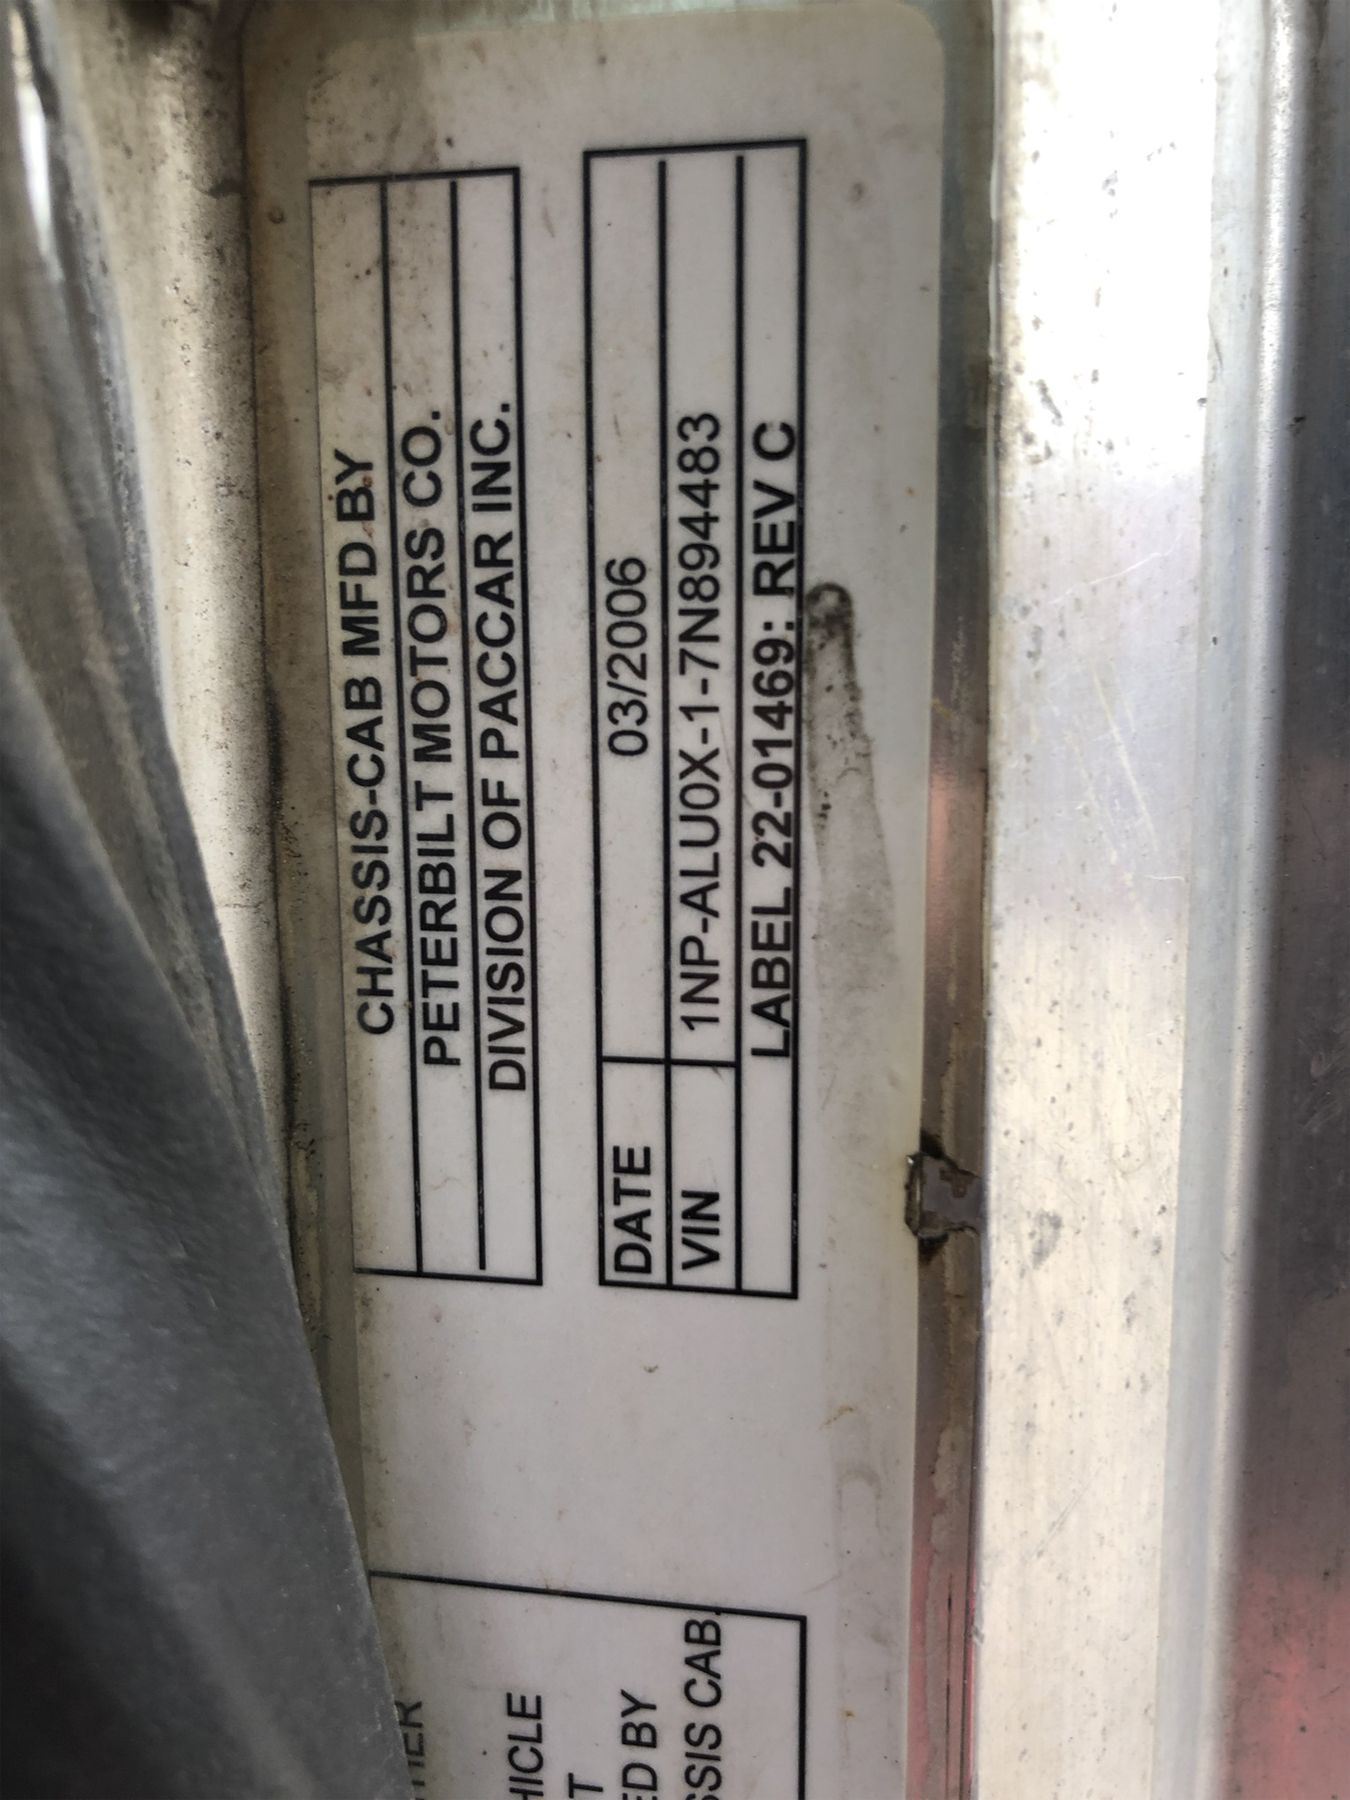 CHASSIS-CAB MFD BY
PETERBILT MOTORS CO.
DIVISION OF PACCAR INC.
DATE 03/2006
VIN 1NP-ALU0X-1-7N894483
LABEL 22-01469: REV C
HICLE
T
ED BY
SSIS CAB.